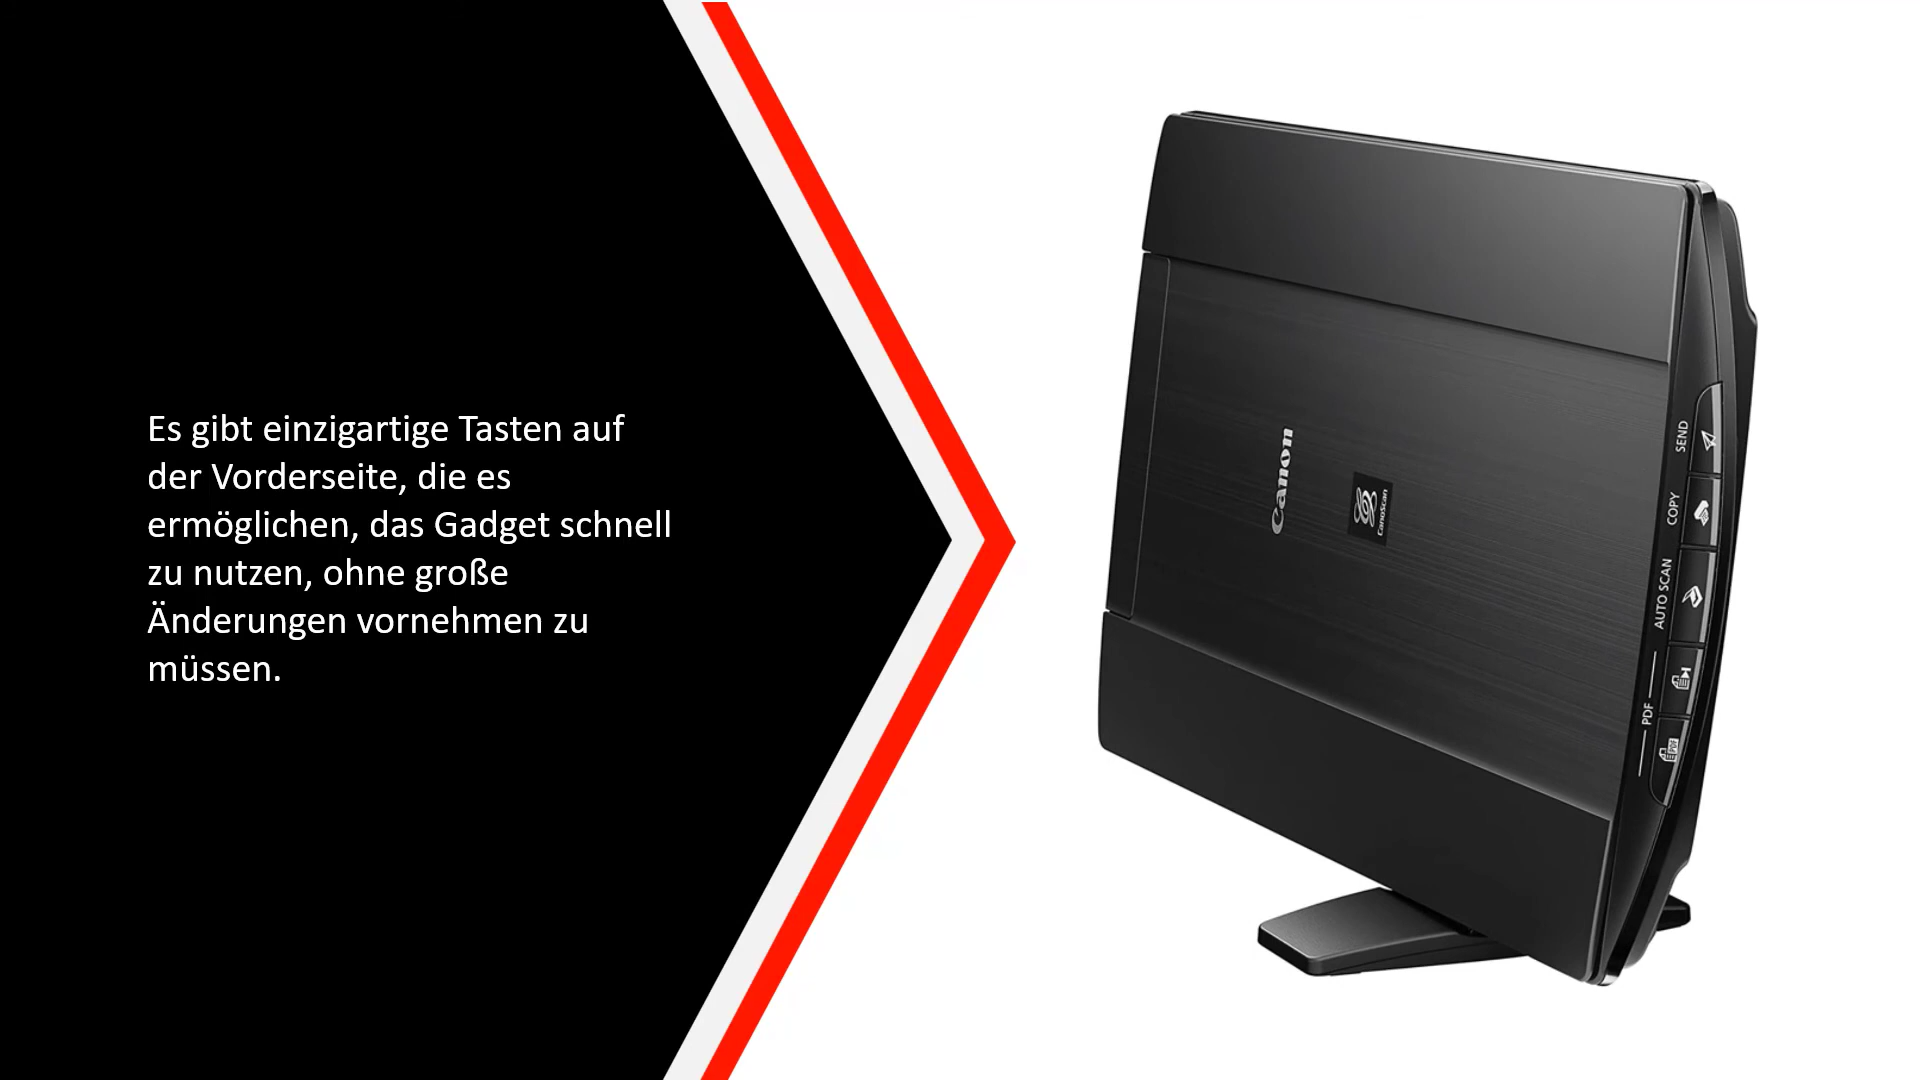 Es gibt einzigartige Tasten auf
der Vorderseite, die es
ermöglichen, das Gadget schnell
zu nutzen, ohne große
Änderungen vornehmen zu
müssen.
Canon
CanoScan
SEND
COPY
AUTO SCAN
PDF
PDF